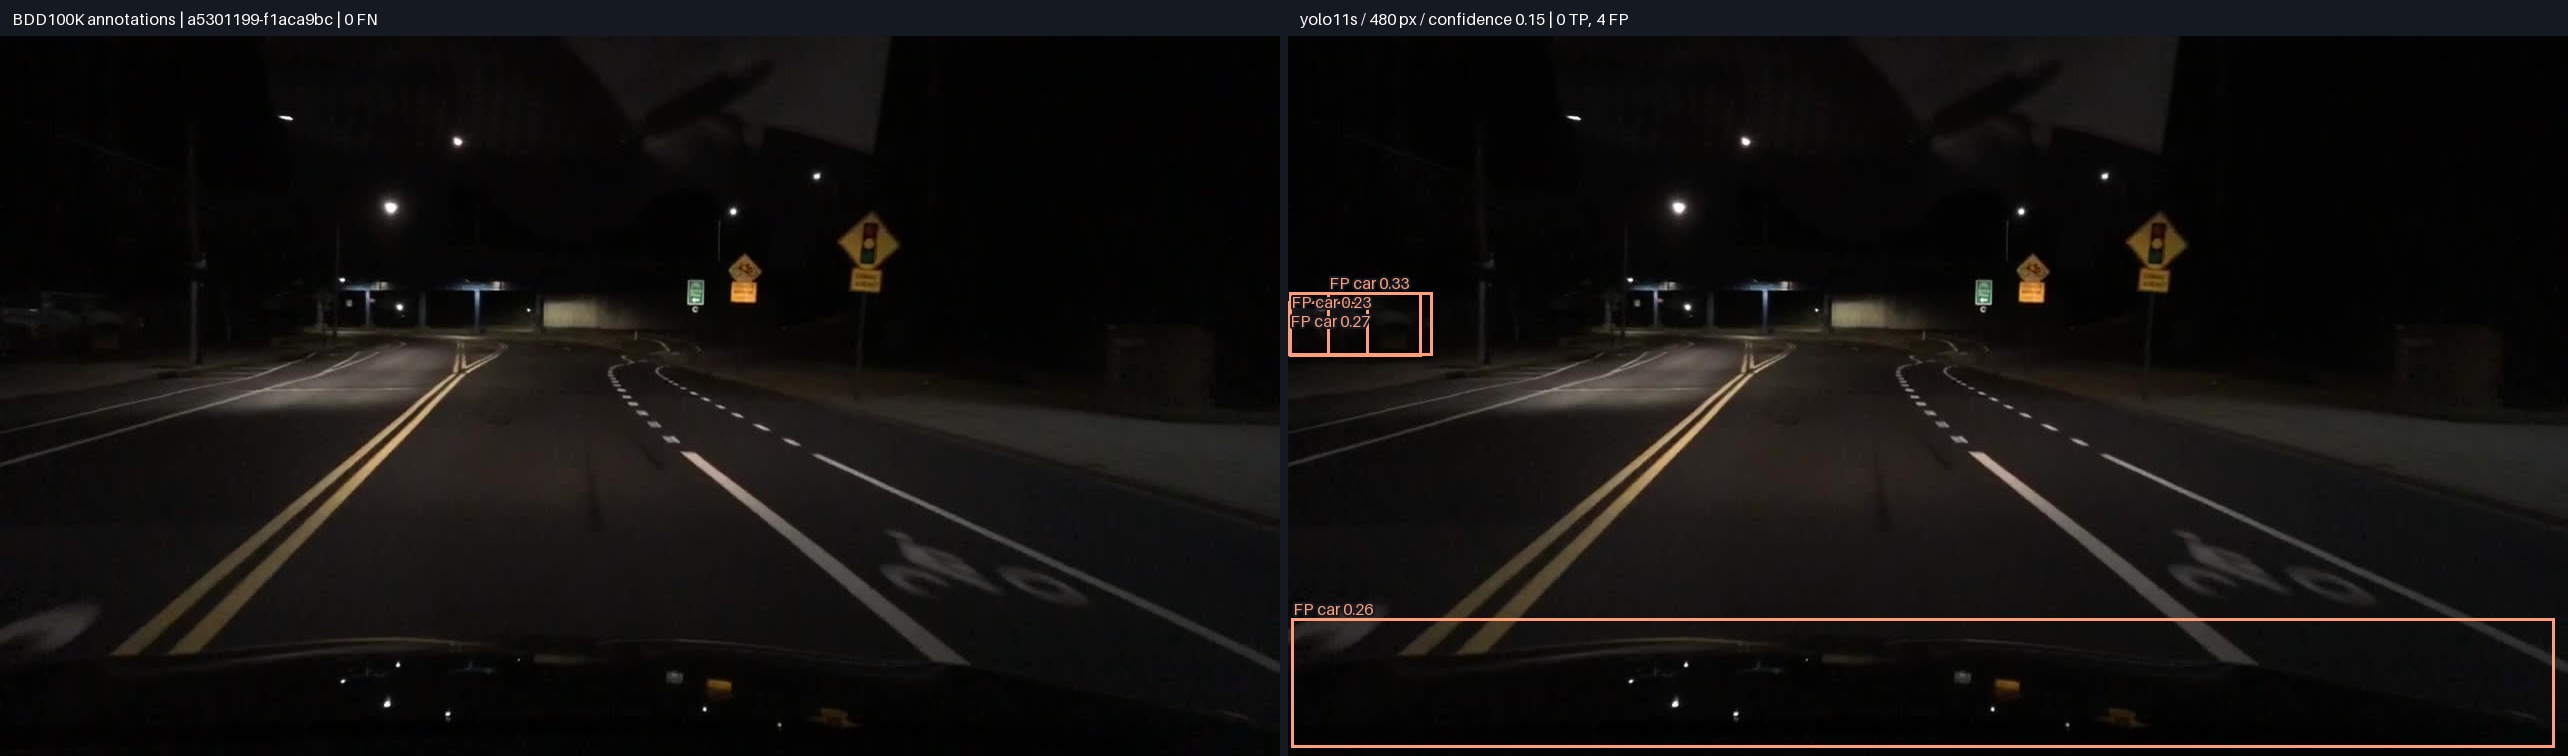 BDD100K annotations | a5301199-f1aca9bc | 0 FN
yolo11s / 480 px / confidence 0.15 | 0 TP, 4 FP
FP car 0.33
FP car 0.23
FP car 0.27
FP car 0.26